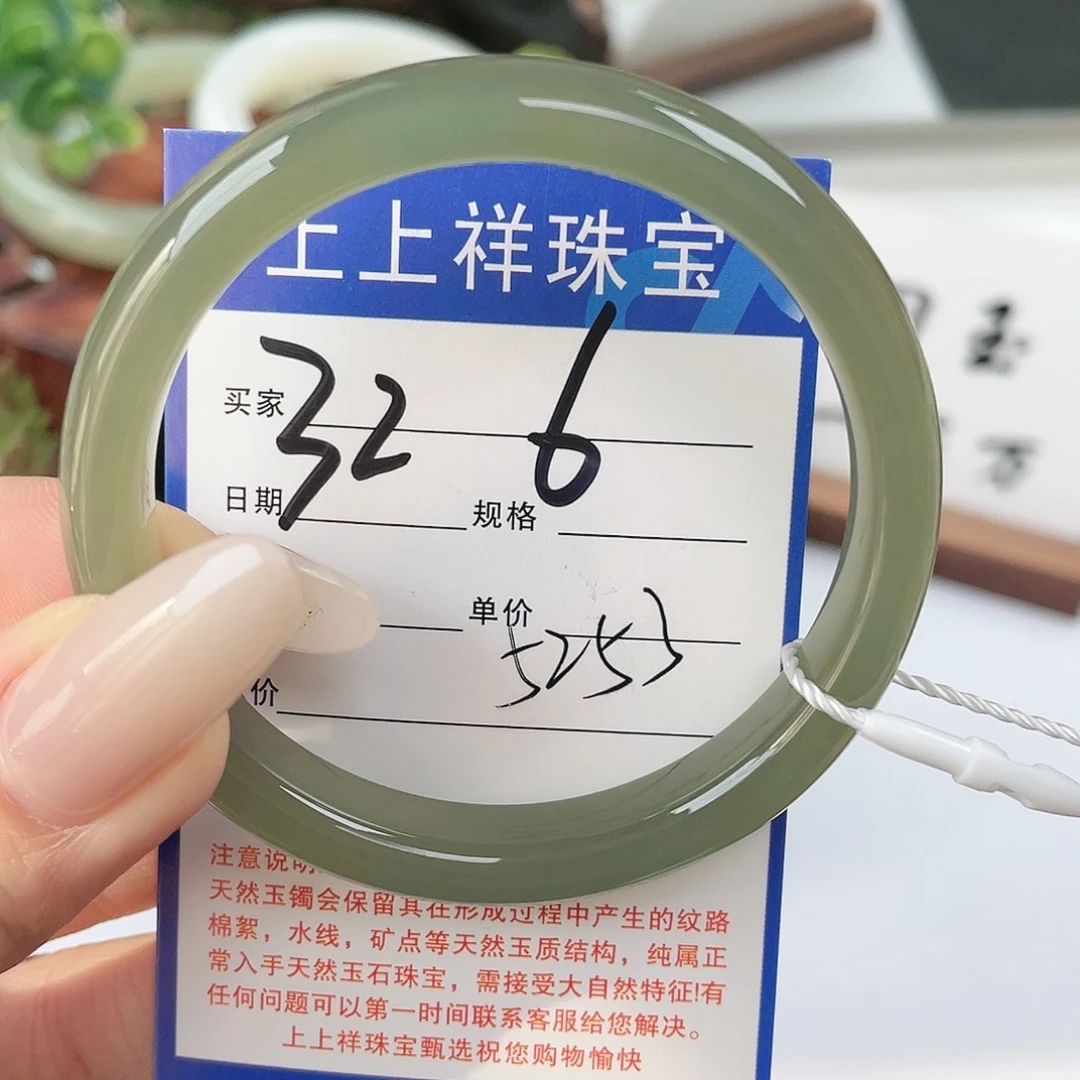 上上祥珠宝
买家
32 6
日期 规格
单价
5253
价
注意说明
天然玉镯会保留其在形成过程中产生的纹路
棉絮，水线，矿点等天然玉质结构，纯属正
常入手天然玉石珠宝，需接受大自然特征!有
任何问题可以第一时间联系客服给您解决。
上上祥珠宝甄选祝您购物愉快
玉
万